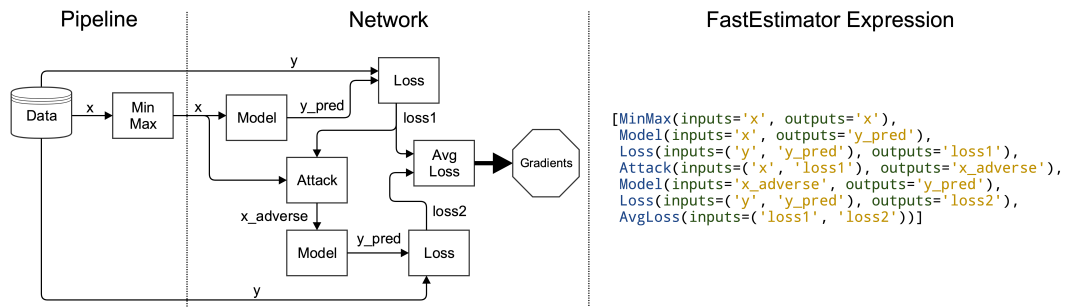 Pipeline
Network
FastEstimator Expression
y
Loss
Data
x
Min
Max
x
Model
y_pred
loss1
Attack
Avg
Loss
Gradients
x_adverse
loss2
Model
y_pred
Loss
y
[MinMax(inputs='x', outputs='x'),
Model(inputs='x', outputs='y_pred'),
Loss(inputs=('y', 'y_pred'), outputs='loss1'),
Attack(inputs=('x', 'loss1'), outputs='x_adverse'),
Model(inputs='x_adverse', outputs='y_pred'),
Loss(inputs=('y', 'y_pred'), outputs='loss2'),
AvgLoss(inputs=('loss1', 'loss2'))]